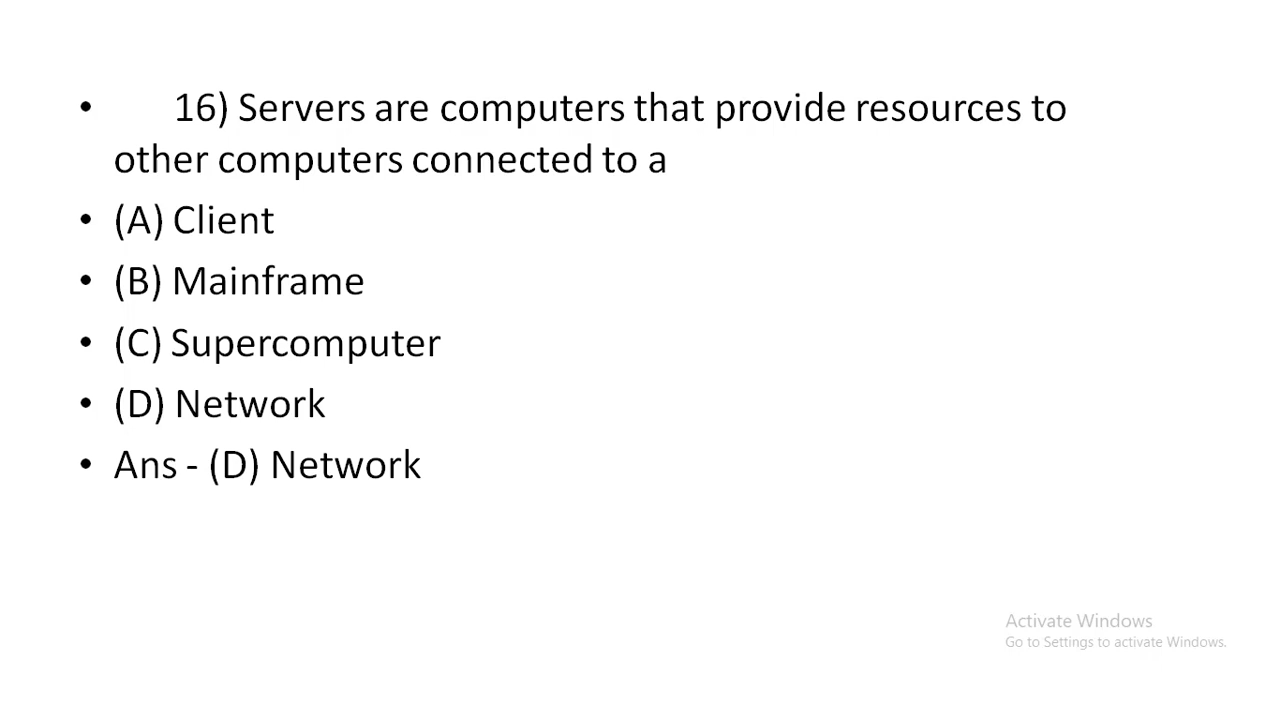 • 16) Servers are computers that provide resources to
other computers connected to a
• (A) Client
• (B) Mainframe
• (C) Supercomputer
• (D) Network
• Ans - (D) Network
Activate Windows
Go to Settings to activate Windows.